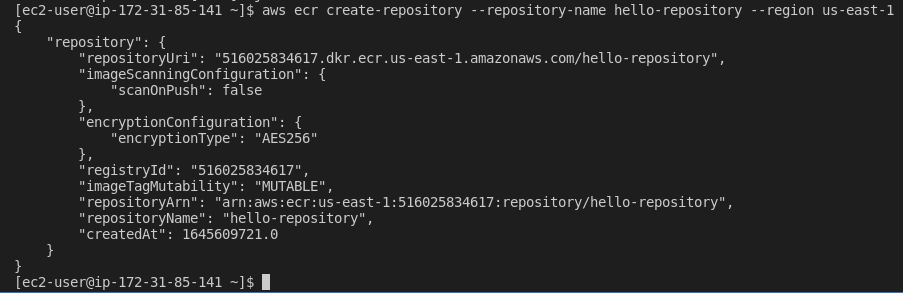 [ec2-user@ip-172-31-85-141 ~]$ aws ecr create-repository --repository-name hello-repository --region us-east-1
{
    "repository": {
        "repositoryUri": "516025834617.dkr.ecr.us-east-1.amazonaws.com/hello-repository",
        "imageScanningConfiguration": {
            "scanOnPush": false
        },
        "encryptionConfiguration": {
            "encryptionType": "AES256"
        },
        "registryId": "516025834617",
        "imageTagMutability": "MUTABLE",
        "repositoryArn": "arn:aws:ecr:us-east-1:516025834617:repository/hello-repository",
        "repositoryName": "hello-repository",
        "createdAt": 1645609721.0
    }
}
[ec2-user@ip-172-31-85-141 ~]$